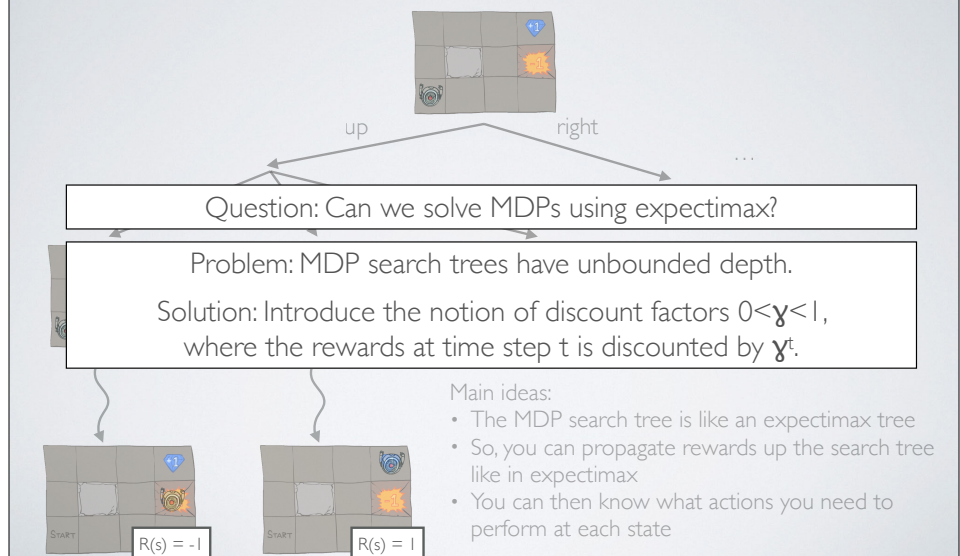 +1
-1
up
right
...
Question: Can we solve MDPs using expectimax?
Problem: MDP search trees have unbounded depth.
Solution: Introduce the notion of discount factors 0<γ<1,
where the rewards at time step t is discounted by γᵗ.
Main ideas:
• The MDP search tree is like an expectimax tree
• So, you can propagate rewards up the search tree
like in expectimax
• You can then know what actions you need to
perform at each state
+1
START
R(s) = -1
-1
START
R(s) = 1